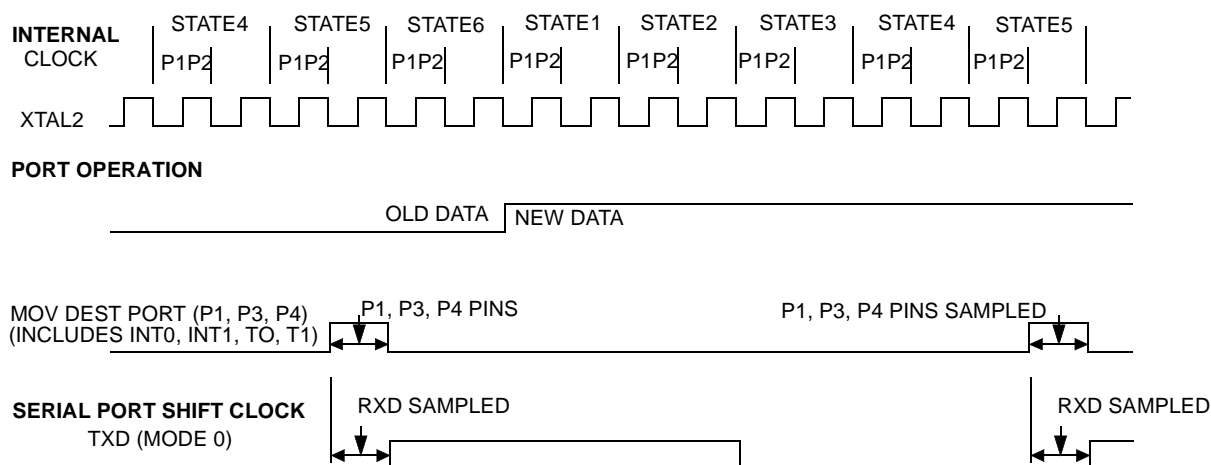 INTERNAL
CLOCK
STATE4 STATE5 STATE6 STATE1 STATE2 STATE3 STATE4 STATE5
P1P2 P1P2 P1P2 P1P2 P1P2 P1P2 P1P2 P1P2
XTAL2
PORT OPERATION
OLD DATA NEW DATA
MOV DEST PORT (P1, P3, P4)
(INCLUDES INT0, INT1, TO, T1)
P1, P3, P4 PINS
P1, P3, P4 PINS SAMPLED
SERIAL PORT SHIFT CLOCK
TXD (MODE 0)
RXD SAMPLED
RXD SAMPLED